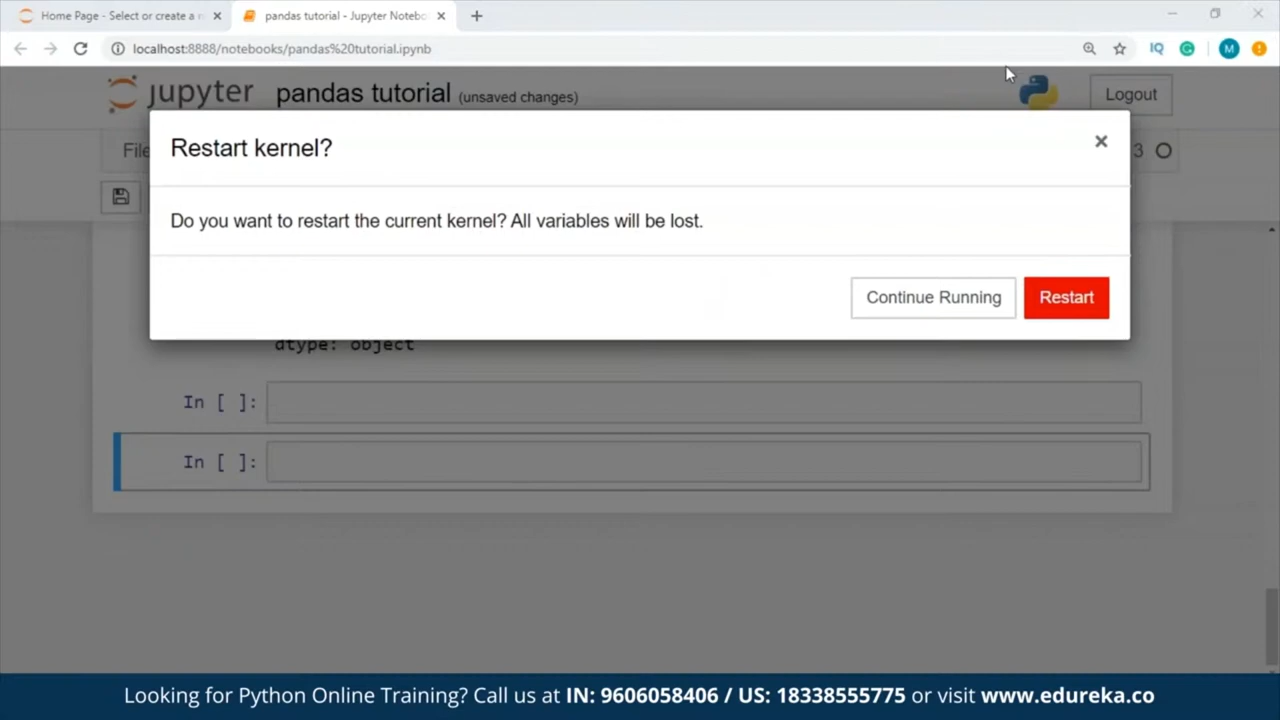 Home Page - Select or create a n
pandas tutorial - Jupyter Notebo
localhost:8888/notebooks/pandas%20tutorial.ipynb
IQ
M
jupyter pandas tutorial (unsaved changes)
Logout
Restart kernel?
×
File
3
Do you want to restart the current kernel? All variables will be lost.
Continue Running
Restart
dtype: object
In [ ]:
In [ ]:
Looking for Python Online Training? Call us at IN: 9606058406 / US: 18338555775 or visit www.edureka.co